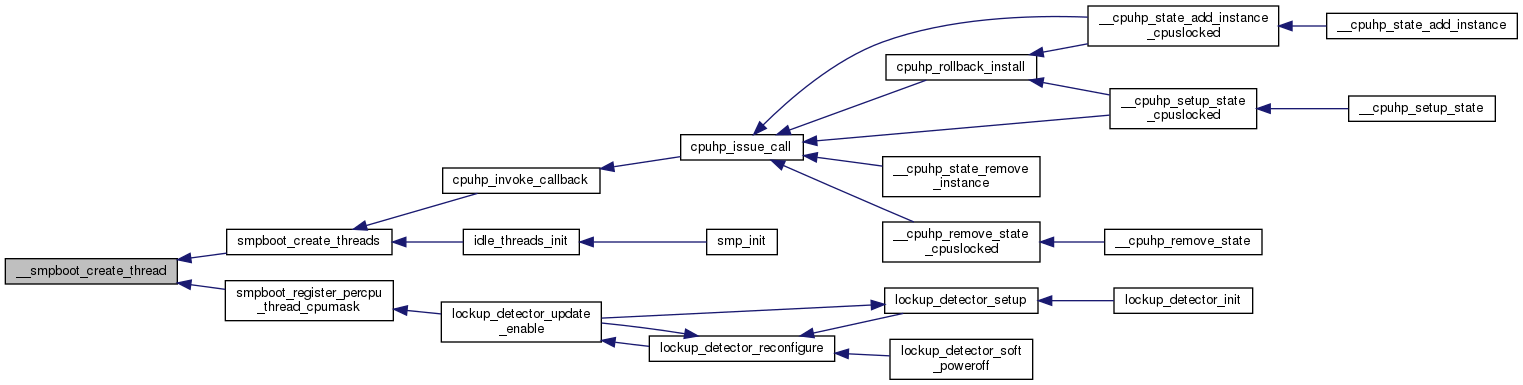 __smpboot_create_thread
smpboot_create_threads
cpuhp_invoke_callback
cpuhp_issue_call
__cpuhp_state_add_instance
_cpuslocked
__cpuhp_state_add_instance
cpuhp_rollback_install
__cpuhp_setup_state
_cpuslocked
__cpuhp_setup_state
__cpuhp_state_remove
_instance
__cpuhp_remove_state
_cpuslocked
__cpuhp_remove_state
idle_threads_init
smp_init
smpboot_register_percpu
_thread_cpumask
lockup_detector_update
_enable
lockup_detector_reconfigure
lockup_detector_setup
lockup_detector_init
lockup_detector_soft
_poweroff